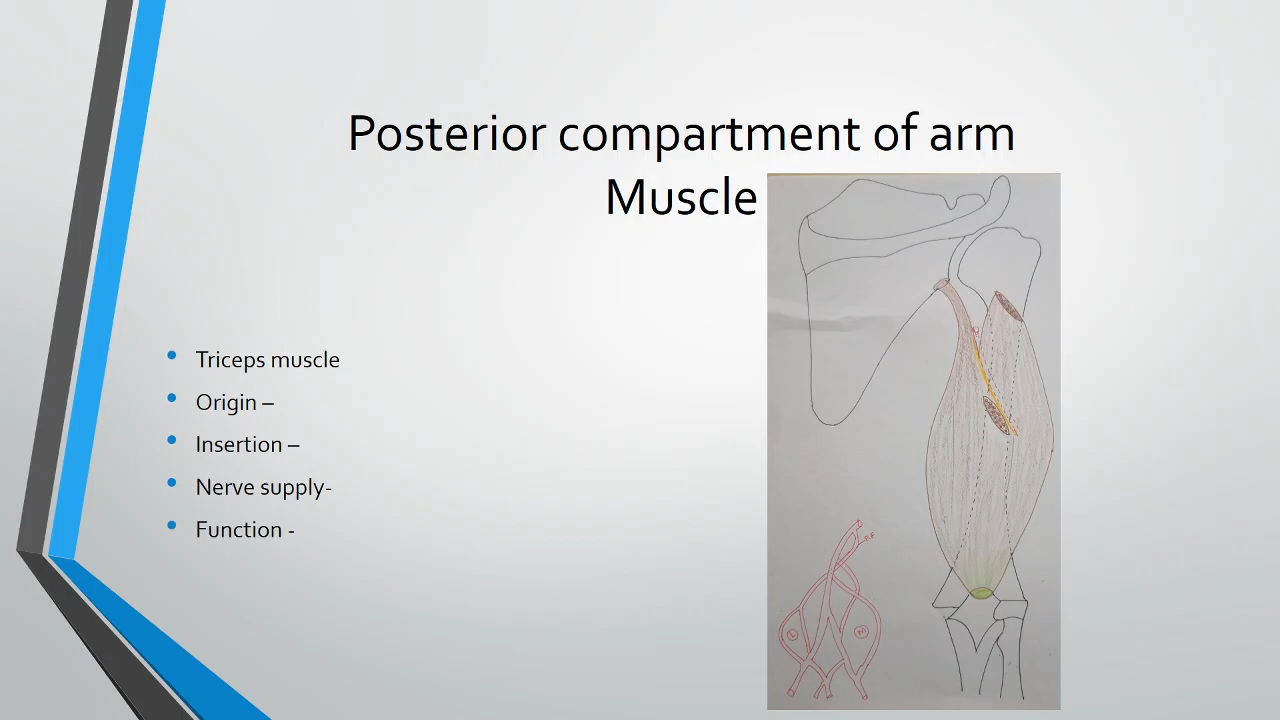 Posterior compartment of arm
Muscle
Triceps muscle
Origin –
Insertion –
Nerve supply-
Function -
P.F
L
M